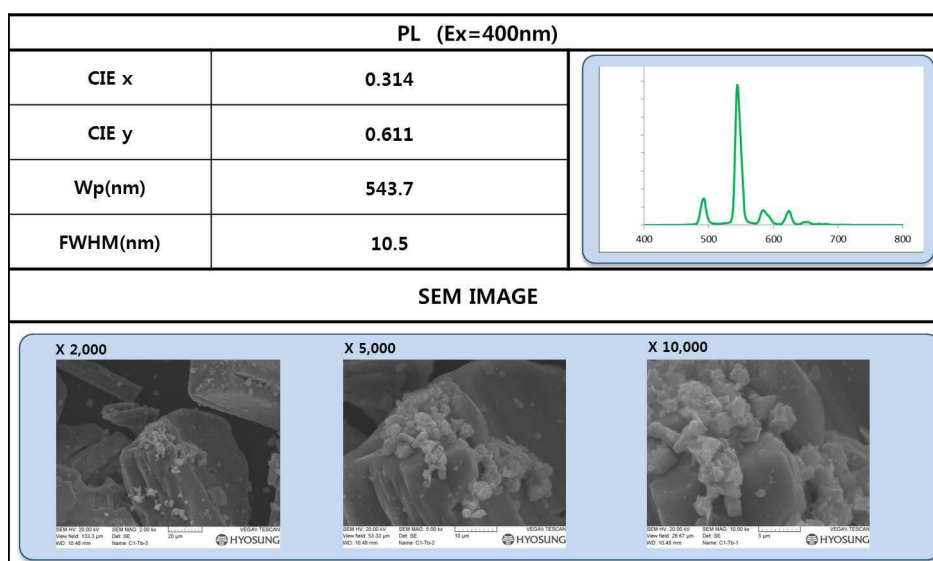 PL (Ex=400nm)
CIE x 0.314
CIE y 0.611
Wp(nm) 543.7
FWHM(nm) 10.5
400 500 600 700 800
SEM IMAGE
X 2,000 X 5,000 X 10,000
SEM HV: 20.00 kV SEM MAG: 2.00 kx VEGA\\ TESCAN
View field: 133.3 µm Det: SE 20 µm
WD: 10.48 mm Name: C1-Tb-3 HYOSUNG
SEM HV: 20.00 kV SEM MAG: 5.00 kx VEGA\\ TESCAN
View field: 53.33 µm Det: SE 10 µm
WD: 10.48 mm Name: C1-Tb-2 HYOSUNG
SEM HV: 20.00 kV SEM MAG: 10.00 kx VEGA\\ TESCAN
View field: 26.67 µm Det: SE 5 µm
WD: 10.48 mm Name: C1-Tb-1 HYOSUNG